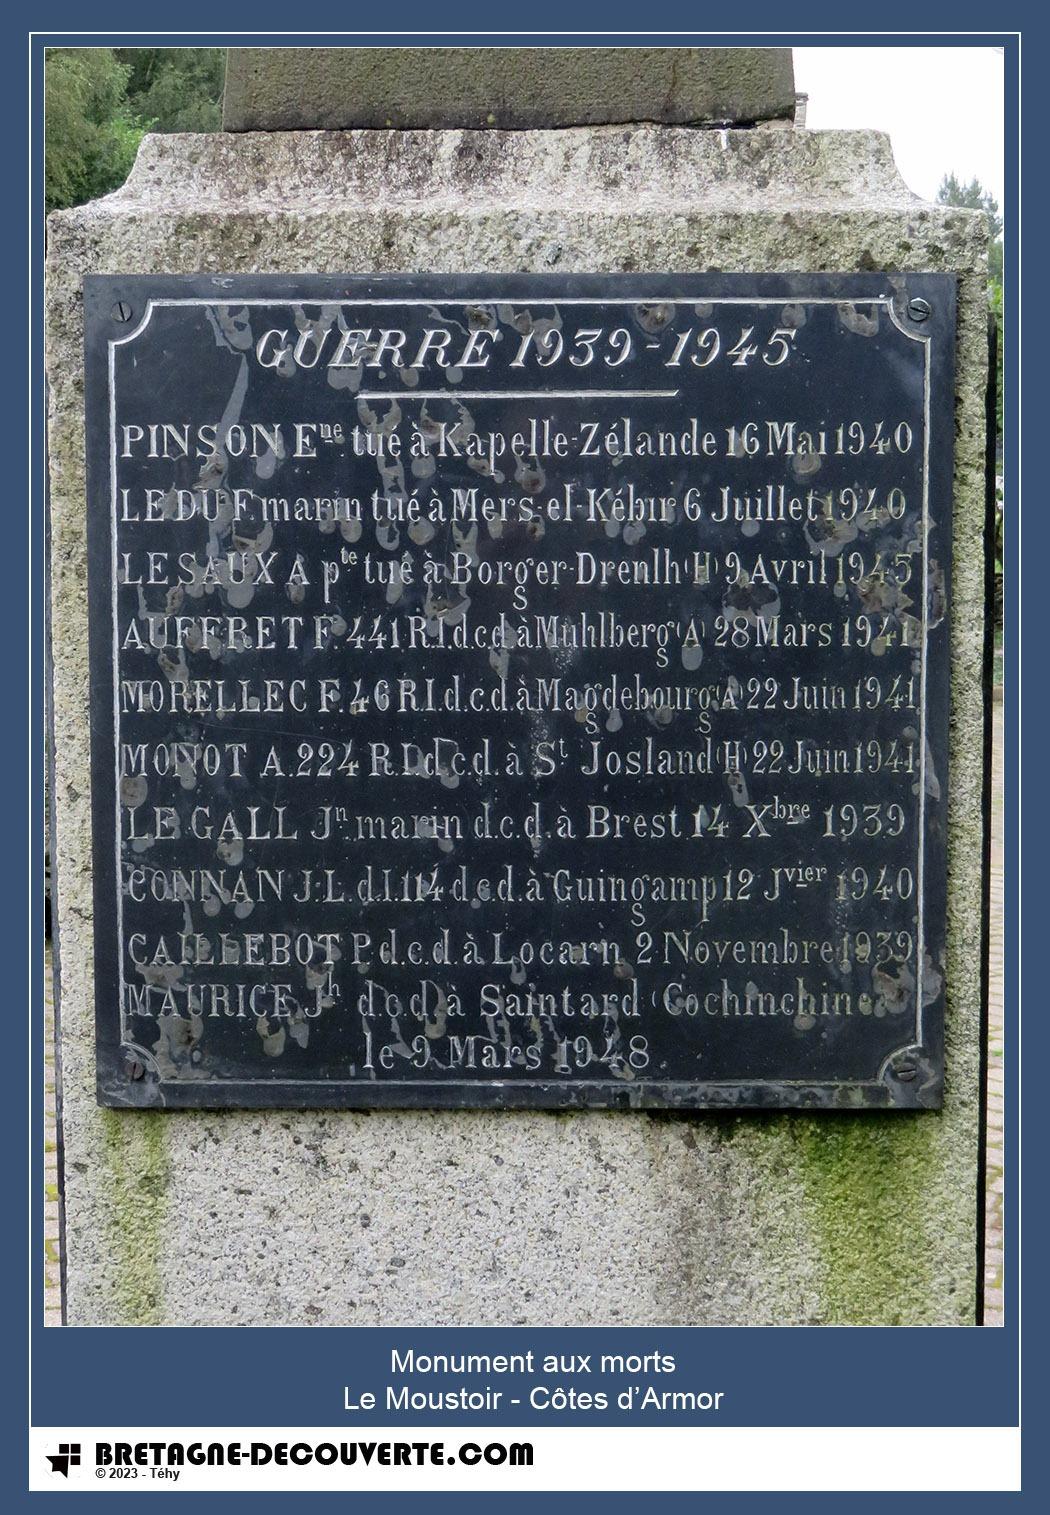 GUERRE 1939-1945
PINSON Ene tué à Kapelle-Zélande 16 Mai 1940
LE DU F. marin tué à Mers-el-Kébir 6 Juillet 1940
LE SAUX A pte tué à Borger-Drenlh (H) 9 Avril 1945
AUFFRET F. 441 R.I.d.c.d.à Muhlberg (A) 28 Mars 1941
MORELLEC F. 46 R.I.d.c.d.à Magdebourg (A) 22 Juin 1941
MONOT A. 224 R.I.d.c.d. à St Josland (H) 22 Juin 1941
LE GALL Jn marin d.c.d. à Brest 14 Xbre 1939
CONNAN J.L. d.I.114 d.c.d. à Guingamp 12 Jvier 1940
CAILLEBOT P. d.c.d. à Locarn 2 Novembre 1939
MAURICE Jh d.c.d à Saintard (Cochinchine)
le 9 Mars 1948.
Monument aux morts
Le Moustoir - Côtes d’Armor
BRETAGNE-DECOUVERTE.COM
© 2023 - Téhy